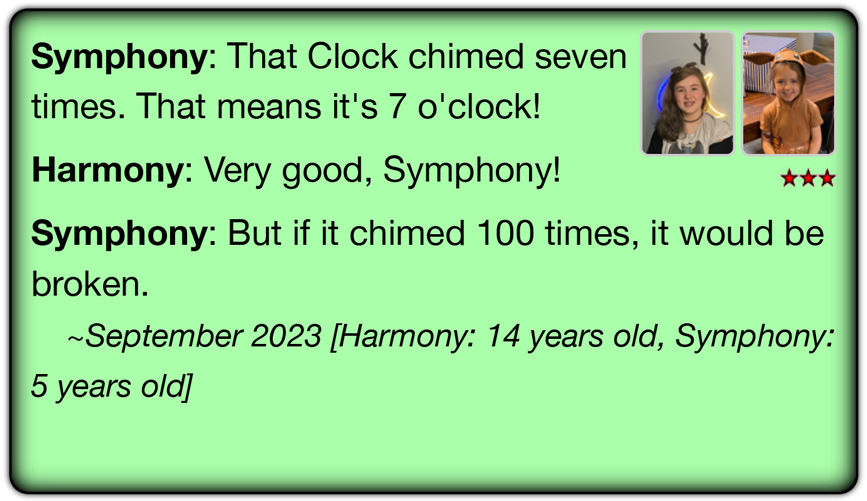 Symphony: That Clock chimed seven
times. That means it's 7 o'clock!
Harmony: Very good, Symphony!
Symphony: But if it chimed 100 times, it would be
broken.
~September 2023 [Harmony: 14 years old, Symphony:
5 years old]